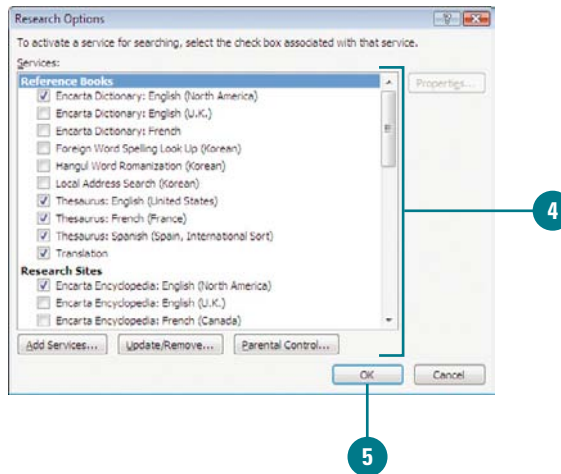 Research Options
To activate a service for searching, select the check box associated with that service.
Services:
Reference Books
Properties...
Encarta Dictionary: English (North America)
Encarta Dictionary: English (U.K.)
Encarta Dictionary: French
Foreign Word Spelling Look Up (Korean)
Hangul Word Romanization (Korean)
Local Address Search (Korean)
Thesaurus: English (United States)
4
Thesaurus: French (France)
Thesaurus: Spanish (Spain, International Sort)
Translation
Research Sites
Encarta Encyclopedia: English (North America)
Encarta Encyclopedia: English (U.K.)
Encarta Encyclopedia: French (Canada)
Add Services... Update/Remove... Parental Control...
OK Cancel
5